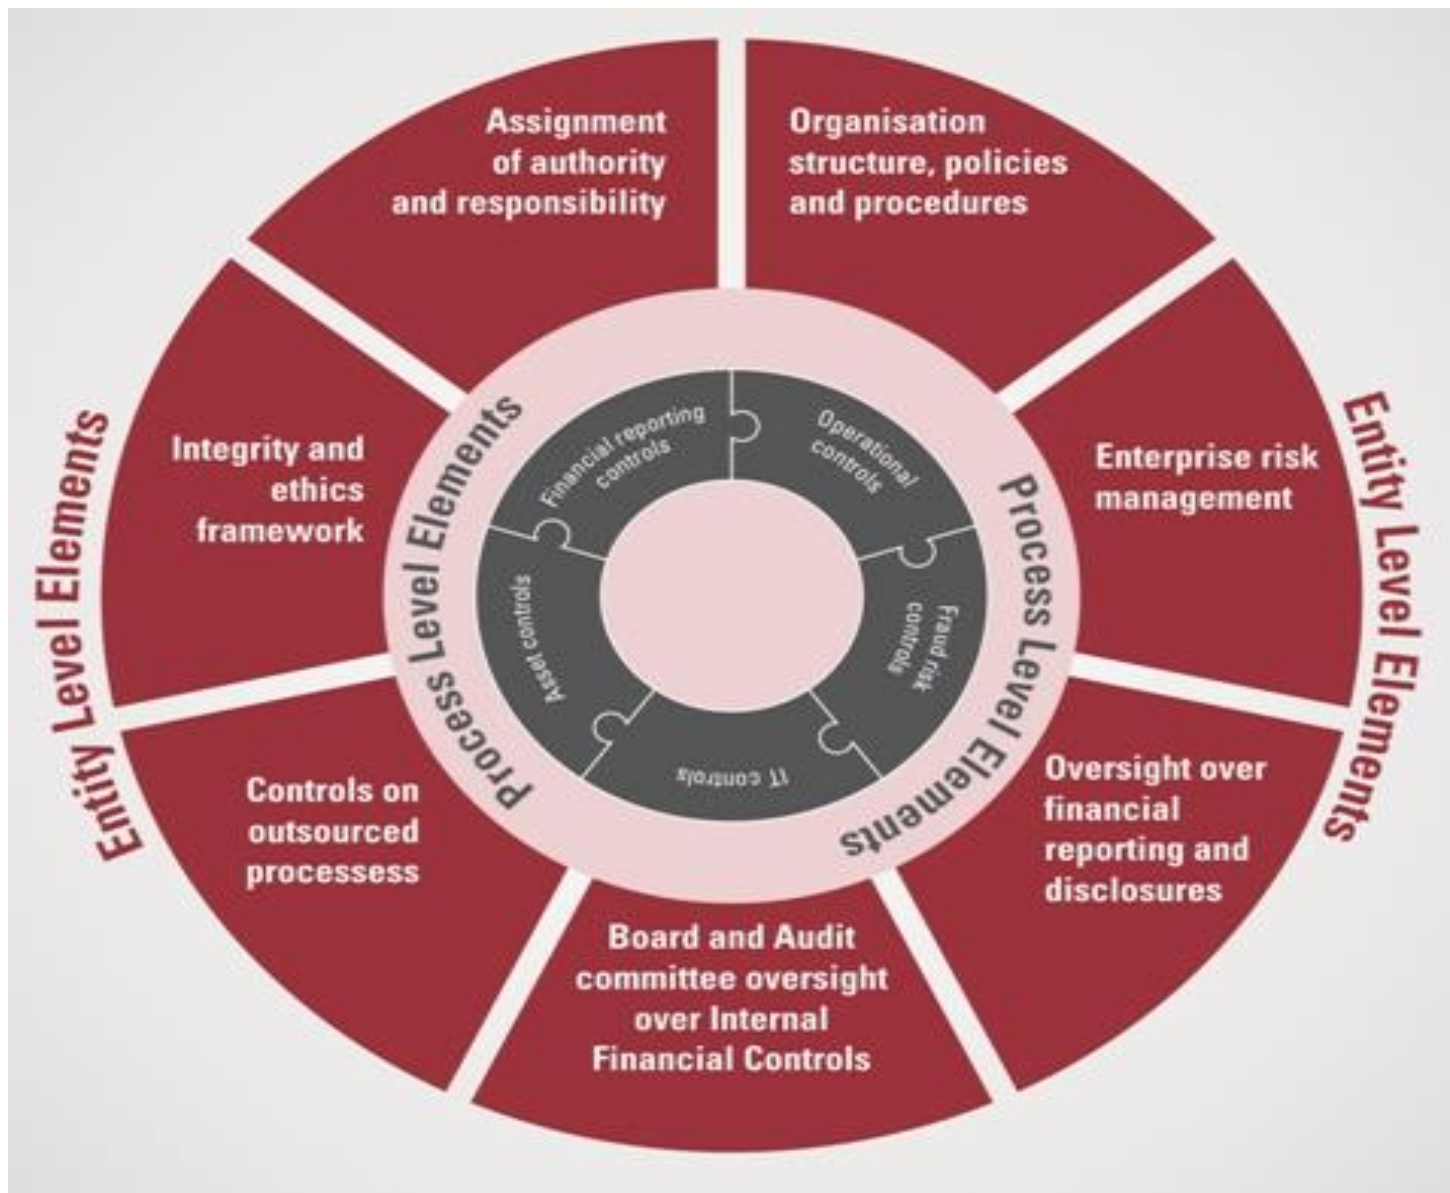 Assignment
of authority
and responsibility
Organisation
structure, policies
and procedures
Integrity and
ethics
framework
Enterprise risk
management
Controls on
outsourced
processess
Oversight over
financial
reporting and
disclosures
Board and Audit
committee oversight
over Internal
Financial Controls
Entity Level Elements
Entity Level Elements
Process Level Elements
Process Level Elements
Financial reporting
controls
Operational
controls
Fraud risk
controls
IT controls
Asset controls